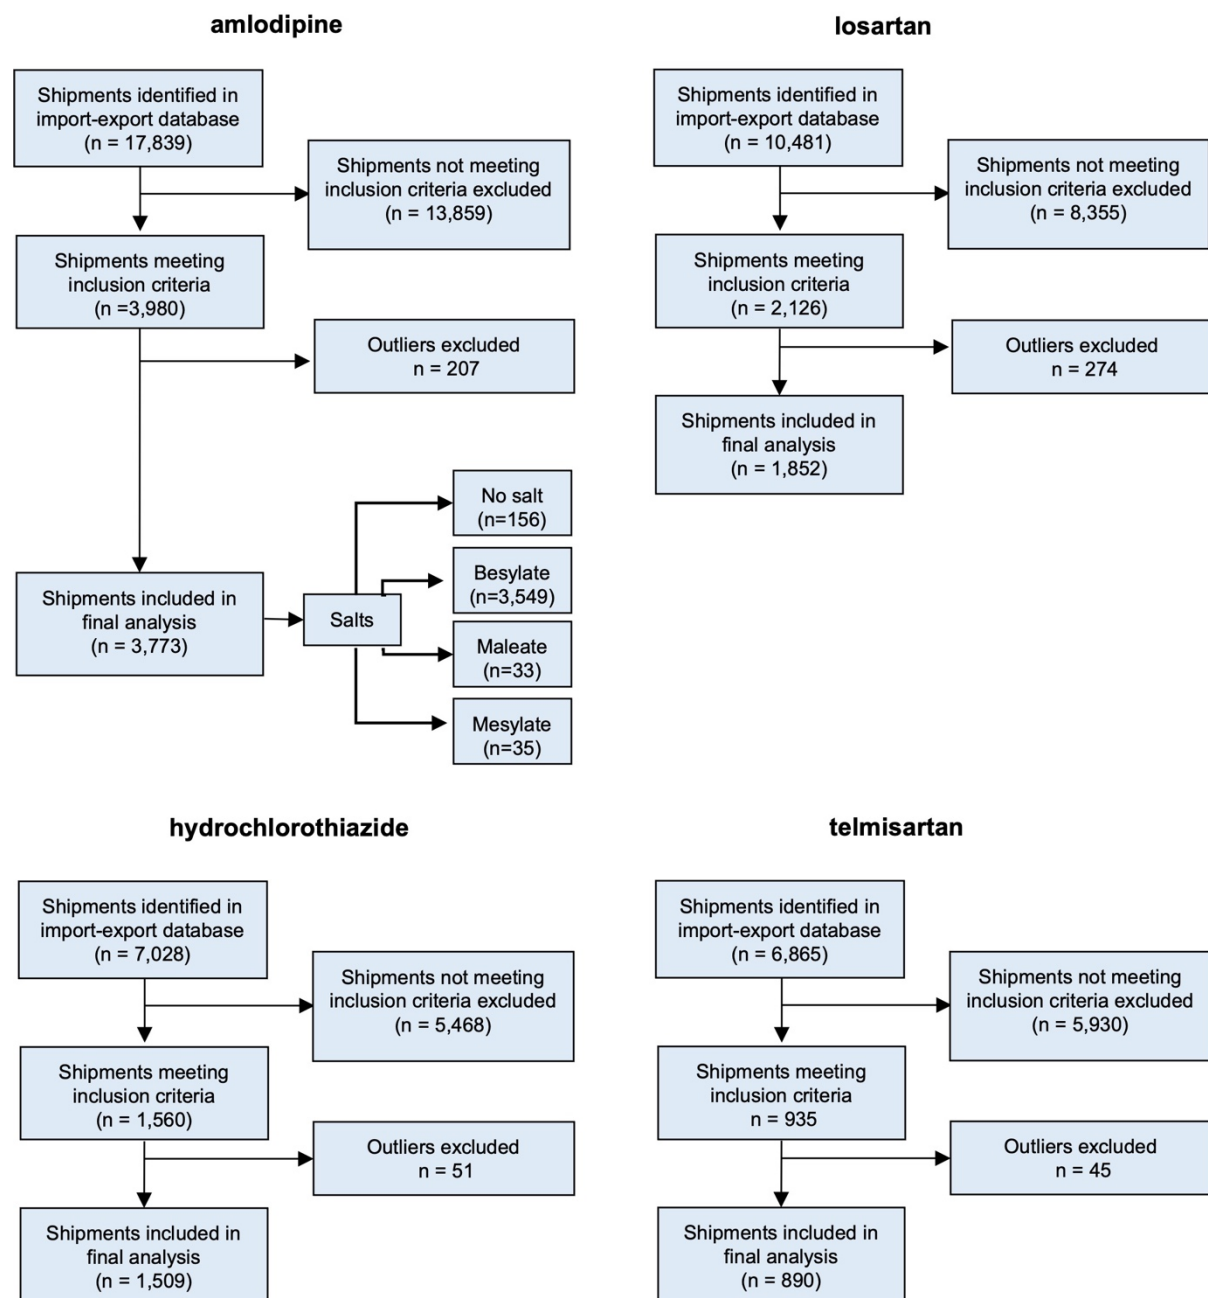 amlodipine
Shipments identified in
import-export database
(n = 17,839)
Shipments not meeting
inclusion criteria excluded
(n = 13,859)
Shipments meeting
inclusion criteria
(n =3,980)
Outliers excluded
n = 207
Shipments included in
final analysis
(n = 3,773)
Salts
No salt
(n=156)
Besylate
(n=3,549)
Maleate
(n=33)
Mesylate
(n=35)
losartan
Shipments identified in
import-export database
(n = 10,481)
Shipments not meeting
inclusion criteria excluded
(n = 8,355)
Shipments meeting
inclusion criteria
(n = 2,126)
Outliers excluded
n = 274
Shipments included in
final analysis
(n = 1,852)
hydrochlorothiazide
Shipments identified in
import-export database
(n = 7,028)
Shipments not meeting
inclusion criteria excluded
(n = 5,468)
Shipments meeting
inclusion criteria
(n = 1,560)
Outliers excluded
n = 51
Shipments included in
final analysis
(n = 1,509)
telmisartan
Shipments identified in
import-export database
(n = 6,865)
Shipments not meeting
inclusion criteria excluded
(n = 5,930)
Shipments meeting
inclusion criteria
n = 935
Outliers excluded
n = 45
Shipments included in
final analysis
(n = 890)